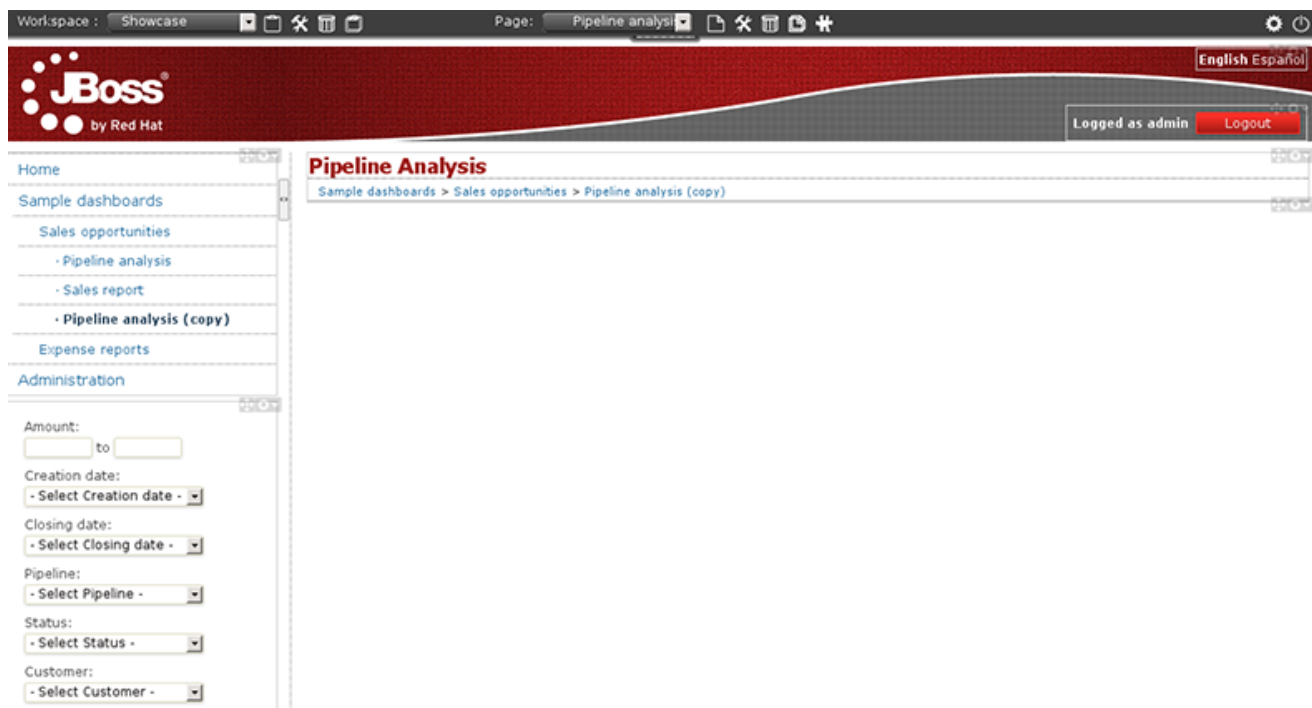 Workspace : Showcase Page: Pipeline analysi
English Español
JBoss®
by Red Hat
Logged as admin Logout
Home
Sample dashboards
Sales opportunities
· Pipeline analysis
· Sales report
· Pipeline analysis (copy)
Expense reports
Administration
Pipeline Analysis
Sample dashboards > Sales opportunities > Pipeline analysis (copy)
Amount:
to
Creation date:
- Select Creation date -
Closing date:
- Select Closing date -
Pipeline:
- Select Pipeline -
Status:
- Select Status -
Customer:
- Select Customer -